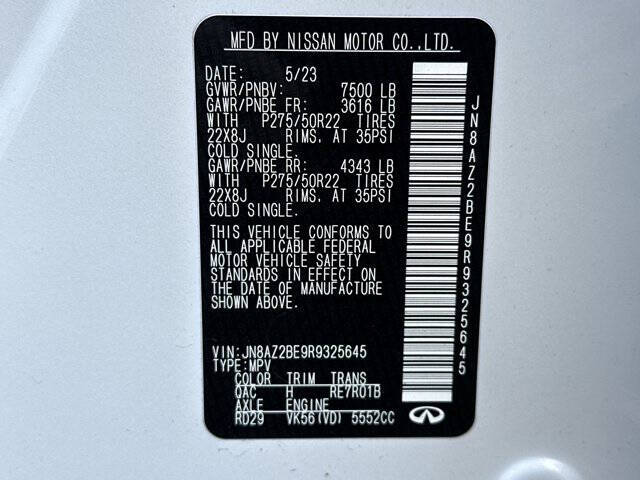 MFD BY NISSAN MOTOR CO.,LTD.
DATE: 5/23
GVWR/PNBV: 7500 LB
GAWR/PNBE FR: 3616 LB
WITH P275/50R22 TIRES
22X8J RIMS. AT 35PSI
COLD SINGLE.
GAWR/PNBE RR: 4343 LB
WITH P275/50R22 TIRES
22X8J RIMS. AT 35PSI
COLD SINGLE.
THIS VEHICLE CONFORMS TO
ALL APPLICABLE FEDERAL
MOTOR VEHICLE SAFETY
STANDARDS IN EFFECT ON
THE DATE OF MANUFACTURE
SHOWN ABOVE.
VIN:JN8AZ2BE9R9325645
TYPE:MPV
COLOR TRIM TRANS
QAC H RE7R01B
AXLE ENGINE
RD29 VK56(VD) 5552CC
JN8AZ2BE9R9325645
INFINITI